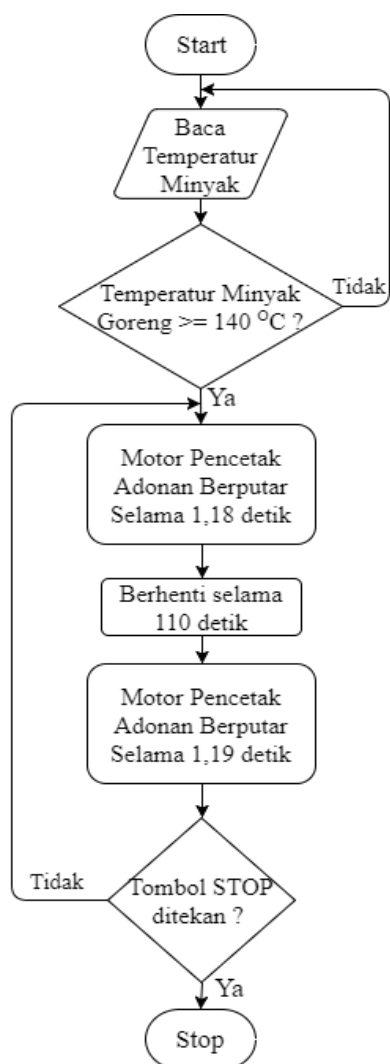 Start
Baca
Temperatur
Minyak
Temperatur Minyak
Goreng >= 140 °C ?
Tidak
Ya
Motor Pencetak
Adonan Berputar
Selama 1,18 detik
Berhenti selama
110 detik
Motor Pencetak
Adonan Berputar
Selama 1,19 detik
Tombol STOP
ditekan ?
Tidak
Ya
Stop